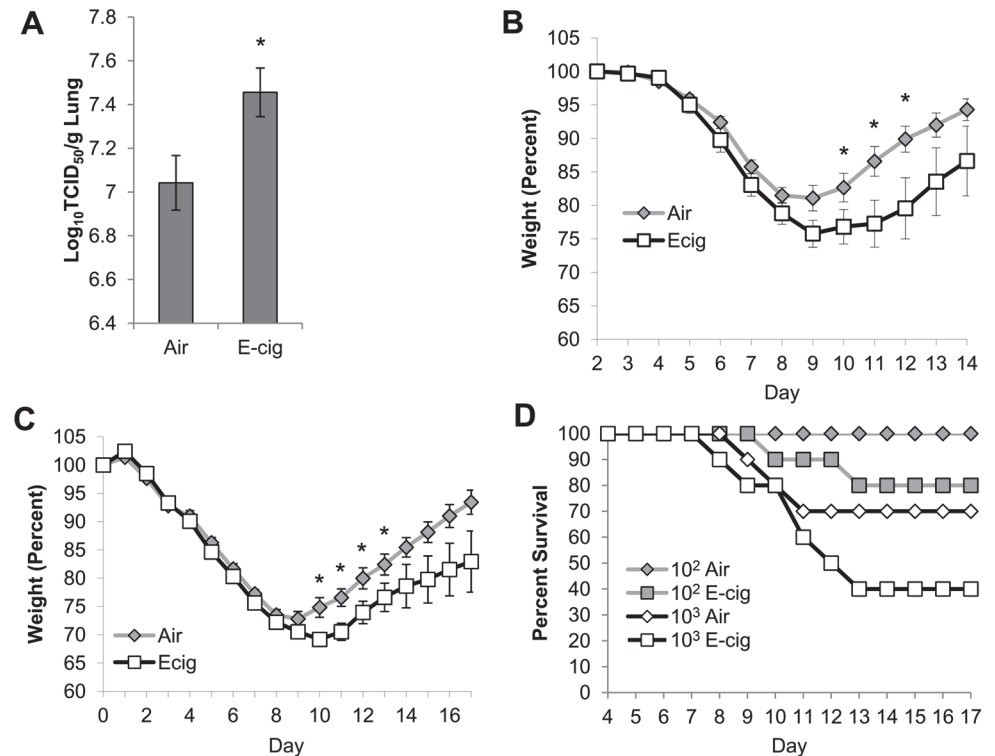 A
Log10TCID50/g Lung
7.8
7.6
7.4
7.2
7
6.8
6.6
6.4
*
Air
E-cig
B
Weight (Percent)
105
100
95
90
85
80
75
70
65
60
* * *
Air
Ecig
2 3 4 5 6 7 8 9 10 11 12 13 14
Day
C
Weight (Percent)
105
100
95
90
85
80
75
70
65
60
* * * *
Air
Ecig
0 2 4 6 8 10 12 14 16
Day
D
Percent Survival
100
90
80
70
60
50
40
30
20
10
0
10² Air
10² E-cig
10³ Air
10³ E-cig
4 5 6 7 8 9 10 11 12 13 14 15 16 17
Day